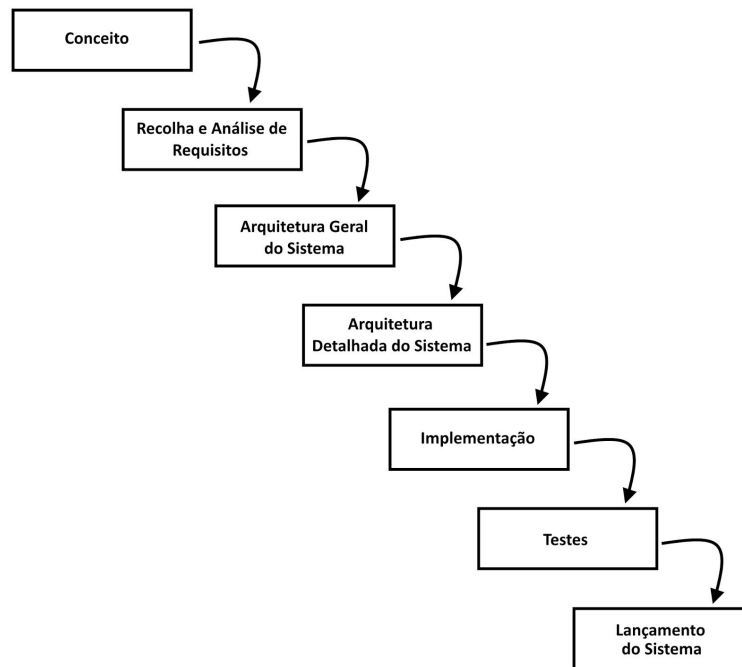 Conceito
Recolha e Análise de
Requisitos
Arquitetura Geral
do Sistema
Arquitetura
Detalhada do Sistema
Implementação
Testes
Lançamento
do Sistema